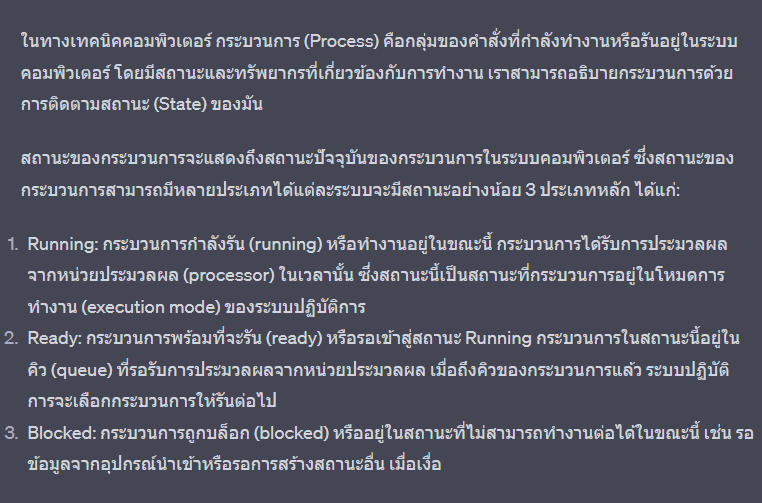 ในทางเทคนิคคอมพิวเตอร์ กระบวนการ (Process) คือกลุ่มของคำสั่งที่กำลังทำงานหรือรันอยู่ในระบบ
คอมพิวเตอร์ โดยมีสถานะและทรัพยากรที่เกี่ยวข้องกับการทำงาน เราสามารถอธิบายกระบวนการด้วย
การติดตามสถานะ (State) ของมัน
สถานะของกระบวนการจะแสดงถึงสถานะปัจจุบันของกระบวนการในระบบคอมพิวเตอร์ ซึ่งสถานะของ
กระบวนการสามารถมีหลายประเภทได้แต่ละระบบจะมีสถานะอย่างน้อย 3 ประเภทหลัก ได้แก่:
1. Running: กระบวนการกำลังรัน (running) หรือทำงานอยู่ในขณะนี้ กระบวนการได้รับการประมวลผล
จากหน่วยประมวลผล (processor) ในเวลานั้น ซึ่งสถานะนี้เป็นสถานะที่กระบวนการอยู่ในโหมดการ
ทำงาน (execution mode) ของระบบปฏิบัติการ
2. Ready: กระบวนการพร้อมที่จะรัน (ready) หรือรอเข้าสู่สถานะ Running กระบวนการในสถานะนี้อยู่ใน
คิว (queue) ที่รอรับการประมวลผลจากหน่วยประมวลผล เมื่อถึงคิวของกระบวนการแล้ว ระบบปฏิบัติ
การจะเลือกกระบวนการให้รันต่อไป
3. Blocked: กระบวนการถูกบล็อก (blocked) หรืออยู่ในสถานะที่ไม่สามารถทำงานต่อได้ในขณะนี้ เช่น รอ
ข้อมูลจากอุปกรณ์นำเข้าหรือรอการสร้างสถานะอื่น เมื่อเงื่อ